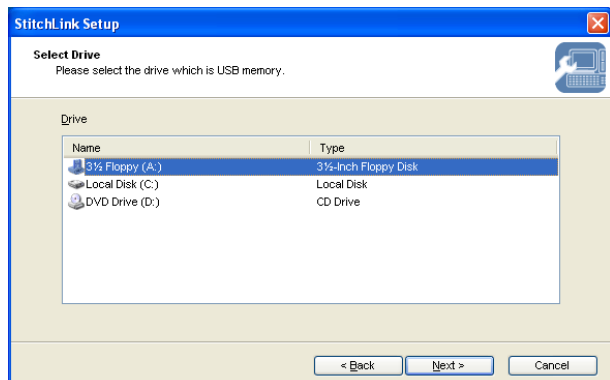 StitchLink Setup
Select Drive
Please select the drive which is USB memory.
Drive
Name Type
3½ Floppy (A:) 3½-Inch Floppy Disk
Local Disk (C:) Local Disk
DVD Drive (D:) CD Drive
< Back Next > Cancel